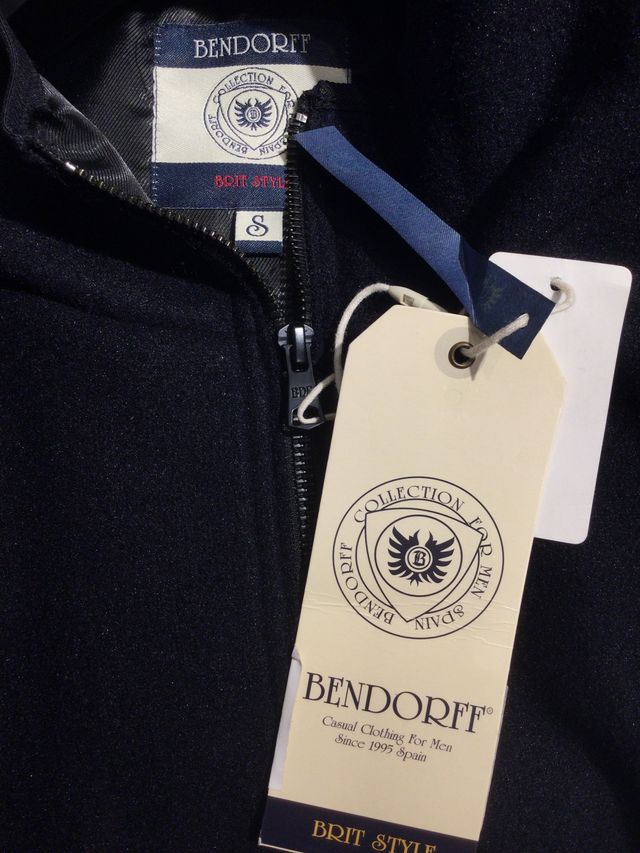 BENDORFF
COLLECTION FOR MEN SPAIN BENDORFF
BRIT STYLE
S
COLLECTION FOR MEN SPAIN BENDORFF
B
BENDORFF®
Casual Clothing For Men
Since 1995 Spain
BRIT STYLE